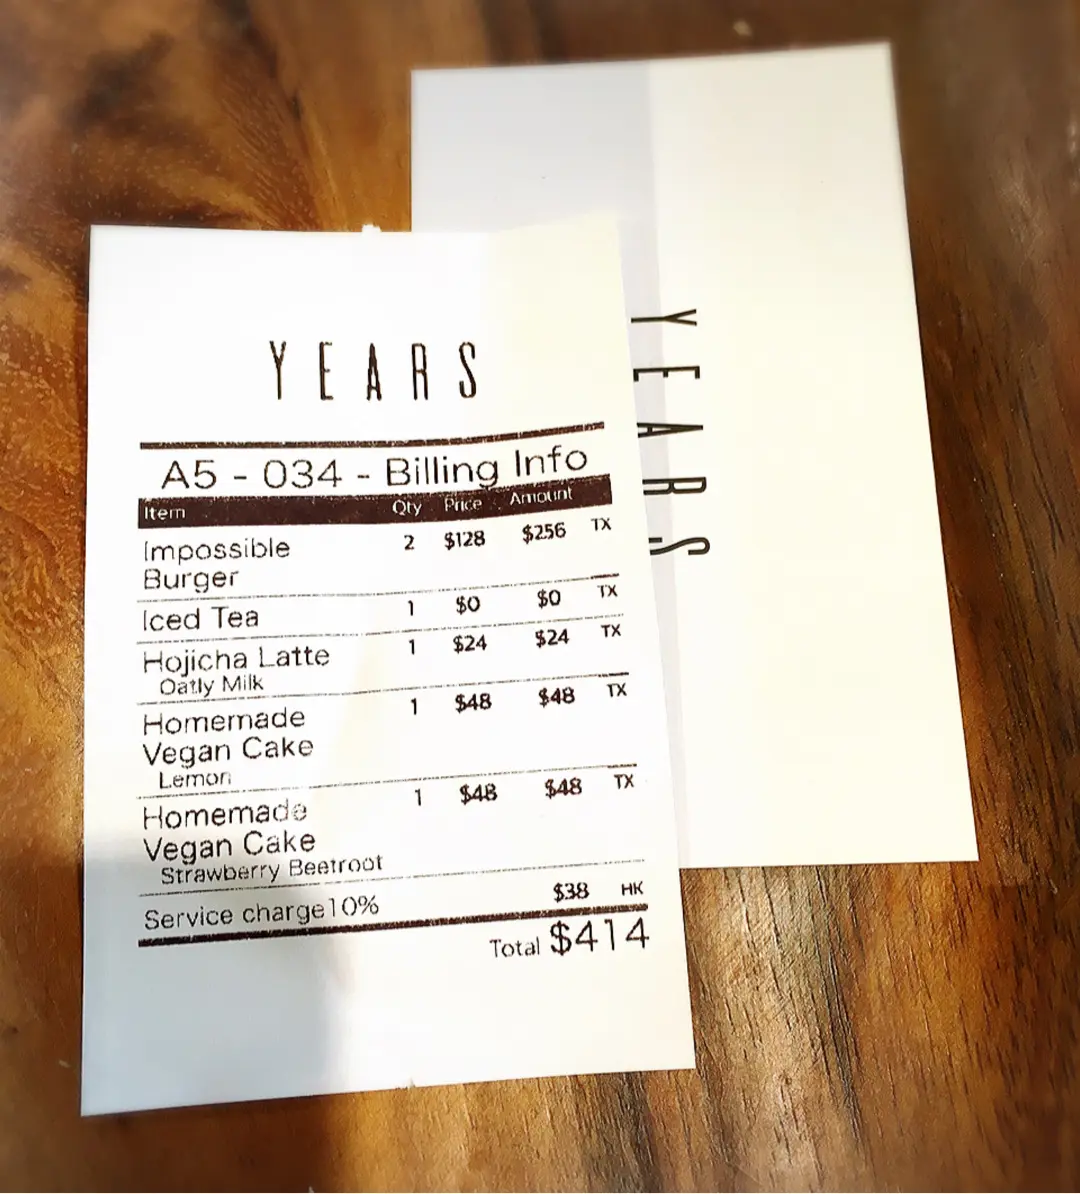 YEARS
A5 - 034 - Billing Info
Item Qty Price Amount
Impossible 2 $128 $256 TX
Burger
Iced Tea 1 $0 $0 TX
Hojicha Latte 1 $24 $24 TX
Oatly Milk
Homemade 1 $48 $48 TX
Vegan Cake
Lemon
Homemade 1 $48 $48 TX
Vegan Cake
Strawberry Beetroot
Service charge10% $38 HK
Total $414
YEARS